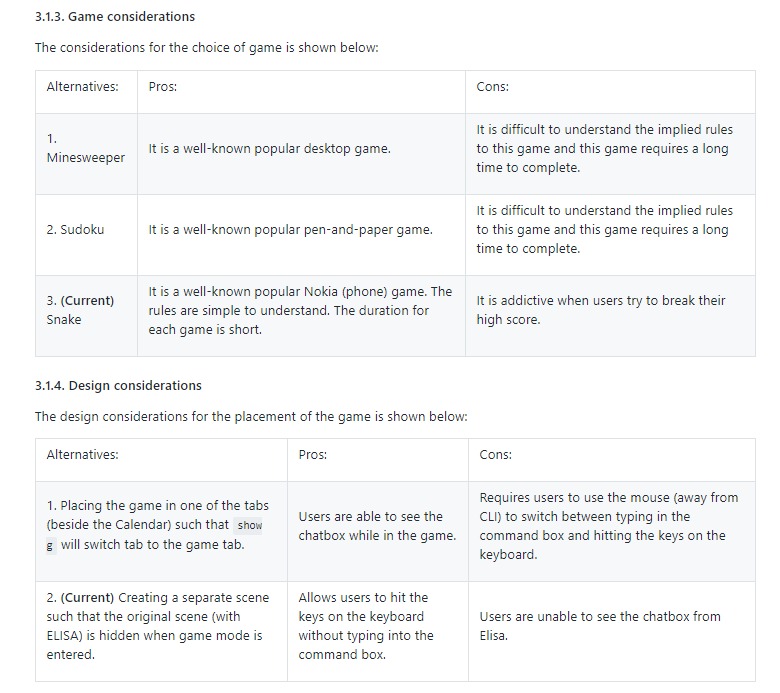 3.1.3. Game considerations
The considerations for the choice of game is shown below:
Alternatives:
Pros:
Cons:
1.
Minesweeper
It is a well-known popular desktop game.
It is difficult to understand the implied rules
to this game and this game requires a long
time to complete.
2. Sudoku
It is a well-known popular pen-and-paper game.
It is difficult to understand the implied rules
to this game and this game requires a long
time to complete.
3. (Current)
Snake
It is a well-known popular Nokia (phone) game. The
rules are simple to understand. The duration for
each game is short.
It is addictive when users try to break their
high score.
3.1.4. Design considerations
The design considerations for the placement of the game is shown below:
Alternatives:
Pros:
Cons:
1. Placing the game in one of the tabs
(beside the Calendar) such that show
g will switch tab to the game tab.
Users are able to see the
chatbox while in the game.
Requires users to use the mouse (away from
CLI) to switch between typing in the
command box and hitting the keys on the
keyboard.
2. (Current) Creating a separate scene
such that the original scene (with
ELISA) is hidden when game mode is
entered.
Allows users to hit the
keys on the keyboard
without typing into the
command box.
Users are unable to see the chatbox from
Elisa.